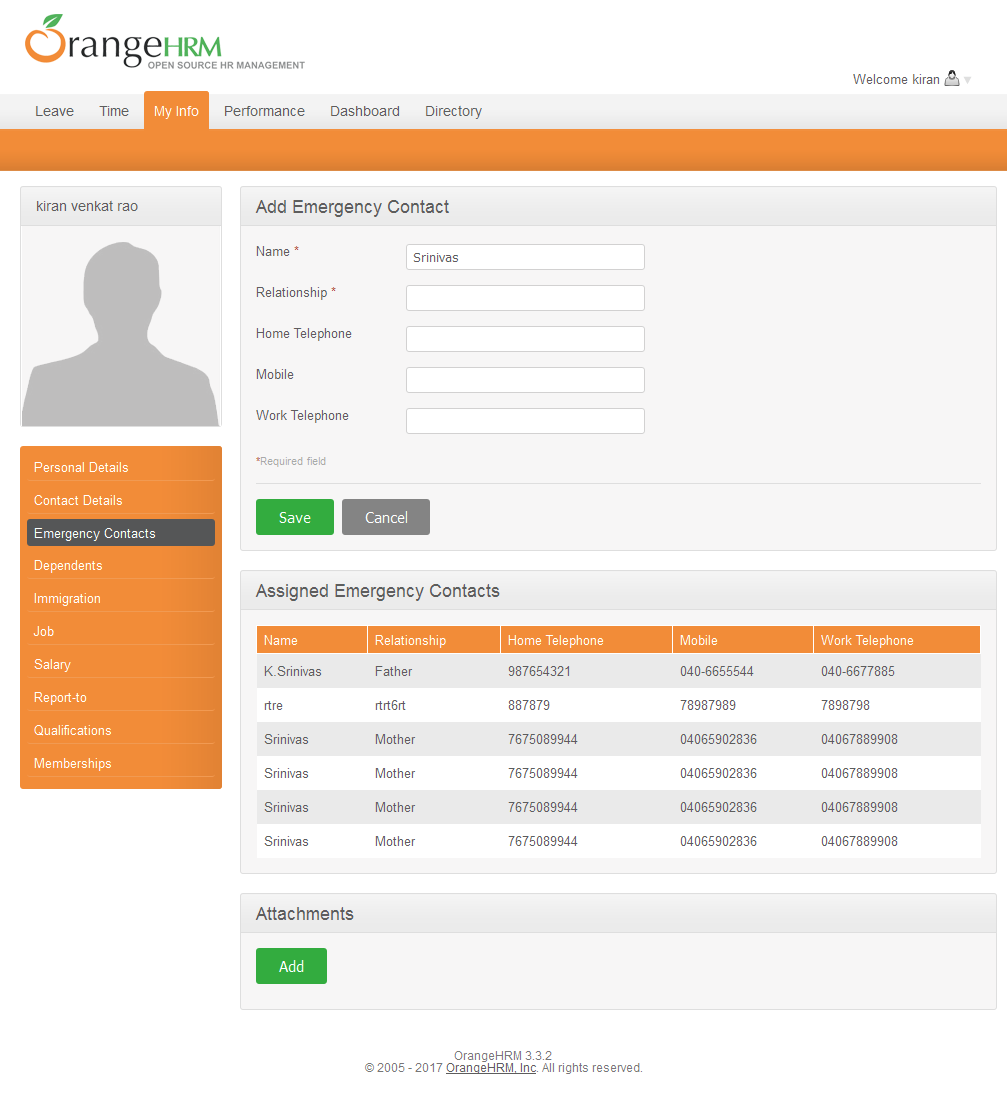 OrangeHRM
OPEN SOURCE HR MANAGEMENT
Welcome kiran
Leave Time My Info Performance Dashboard Directory
kiran venkat rao
Personal Details
Contact Details
Emergency Contacts
Dependents
Immigration
Job
Salary
Report-to
Qualifications
Memberships
Add Emergency Contact
Name * Srinivas
Relationship *
Home Telephone
Mobile
Work Telephone
*Required field
Save Cancel
Assigned Emergency Contacts
Name Relationship Home Telephone Mobile Work Telephone
K.Srinivas Father 987654321 040-6655544 040-6677885
rtre rtrt6rt 887879 78987989 7898798
Srinivas Mother 7675089944 04065902836 04067889908
Srinivas Mother 7675089944 04065902836 04067889908
Srinivas Mother 7675089944 04065902836 04067889908
Srinivas Mother 7675089944 04065902836 04067889908
Attachments
Add
OrangeHRM 3.3.2
© 2005 - 2017 OrangeHRM, Inc. All rights reserved.